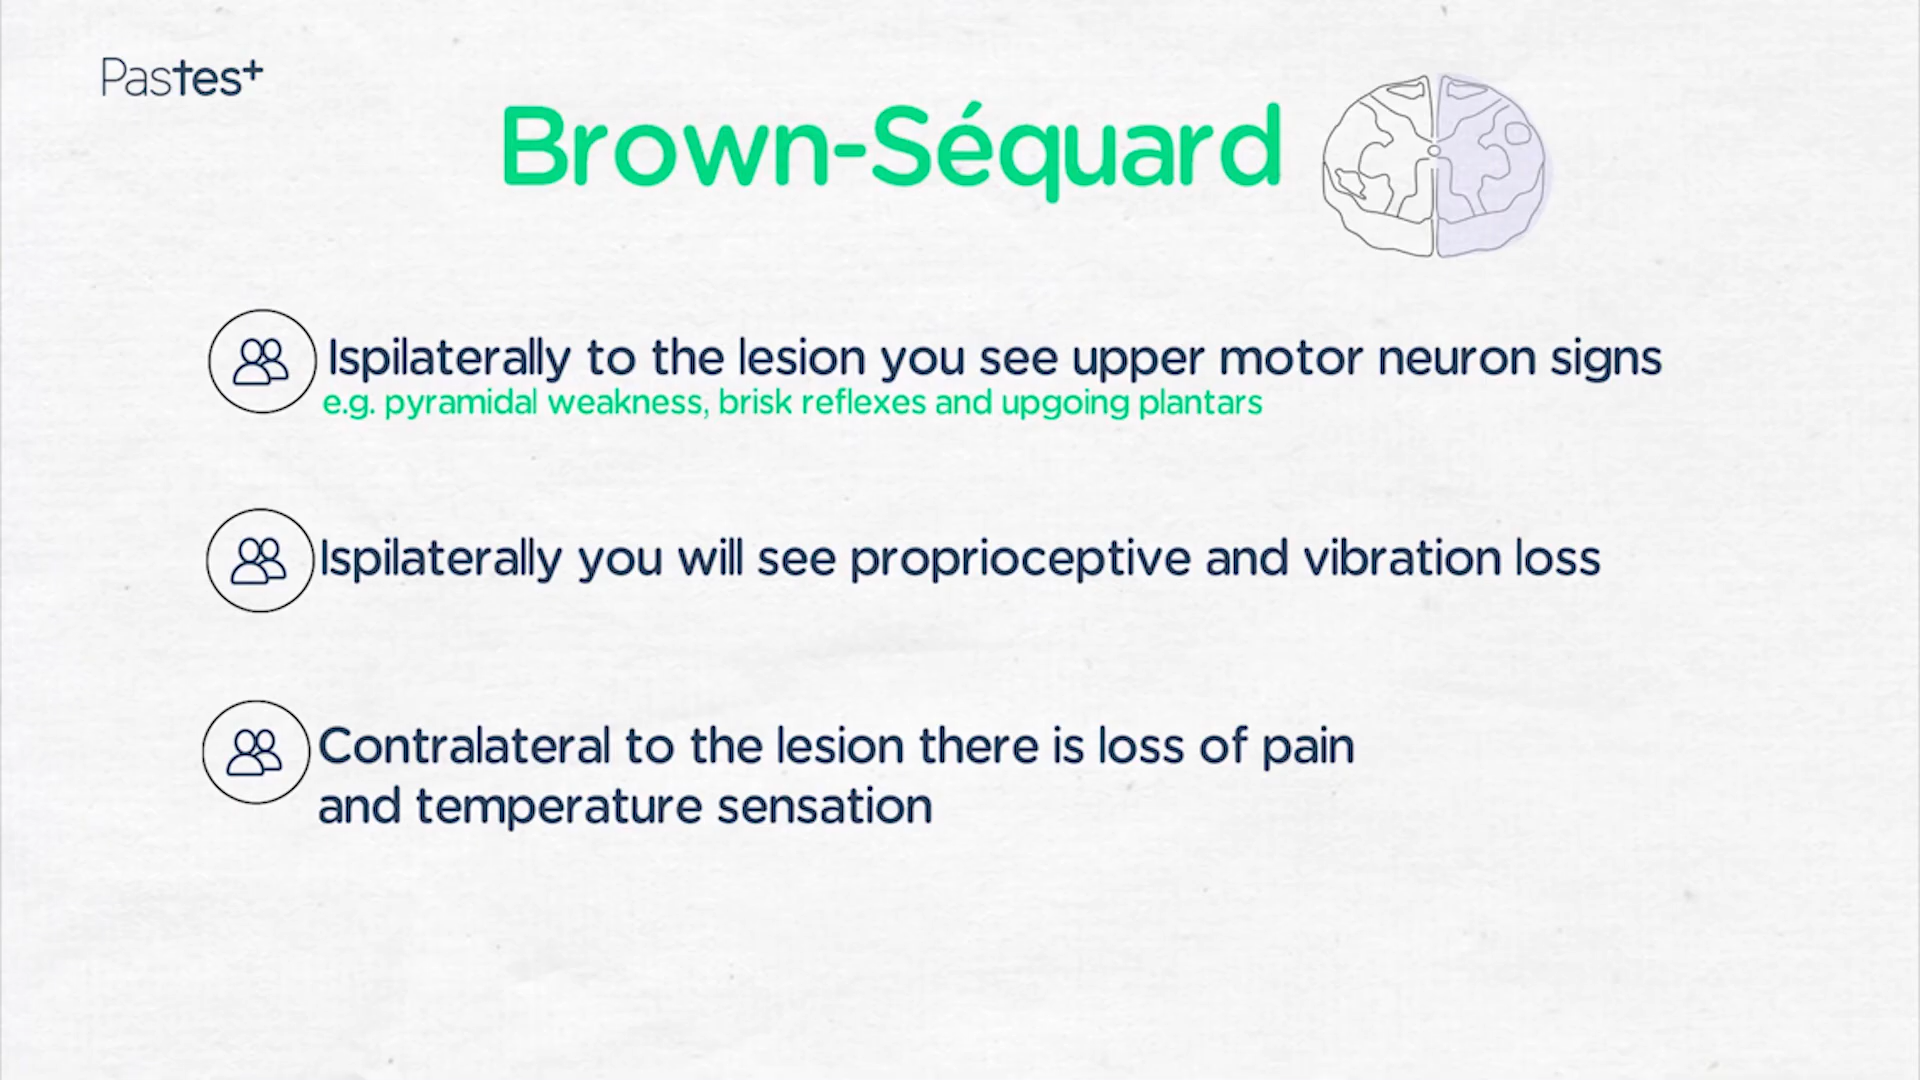 Pastes+
Brown-Séquard
Ispilaterally to the lesion you see upper motor neuron signs
e.g. pyramidal weakness, brisk reflexes and upgoing plantars
Ispilaterally you will see proprioceptive and vibration loss
Contralateral to the lesion there is loss of pain
and temperature sensation